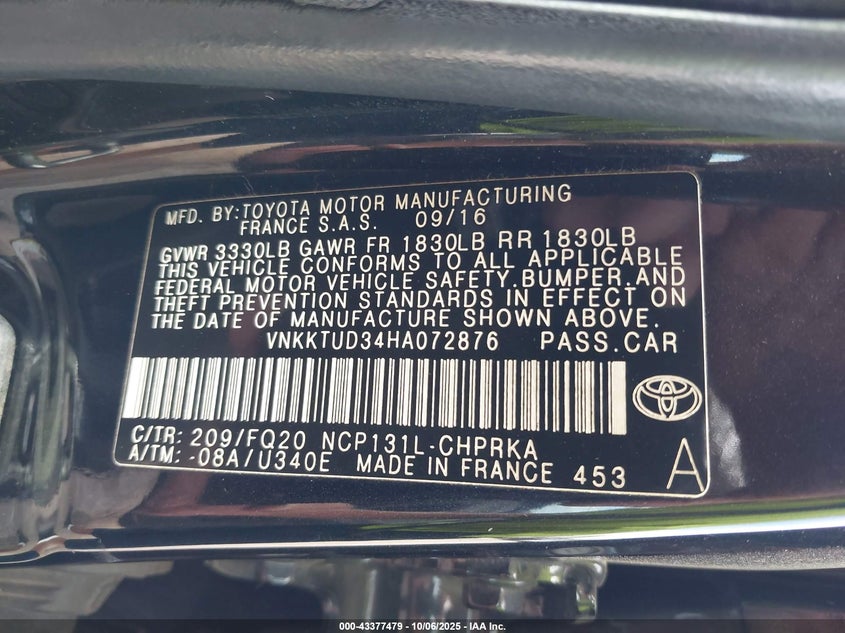 MFD. BY:TOYOTA MOTOR MANUFACTURING
FRANCE S.A.S. 09/16
GVWR 3330LB GAWR FR 1830LB RR 1830LB
THIS VEHICLE CONFORMS TO ALL APPLICABLE
FEDERAL MOTOR VEHICLE SAFETY,BUMPER,AND
THEFT PREVENTION STANDARDS IN EFFECT ON
THE DATE OF MANUFACTURE SHOWN ABOVE.
VNKKTUD34HA072876 PASS.CAR
C/TR: 209/FQ20 NCP131L-CHPRKA
A/TM: -08A/U340E MADE IN FRANCE 453 A
000-43377479 | 10/06/2025 | IAA Inc.